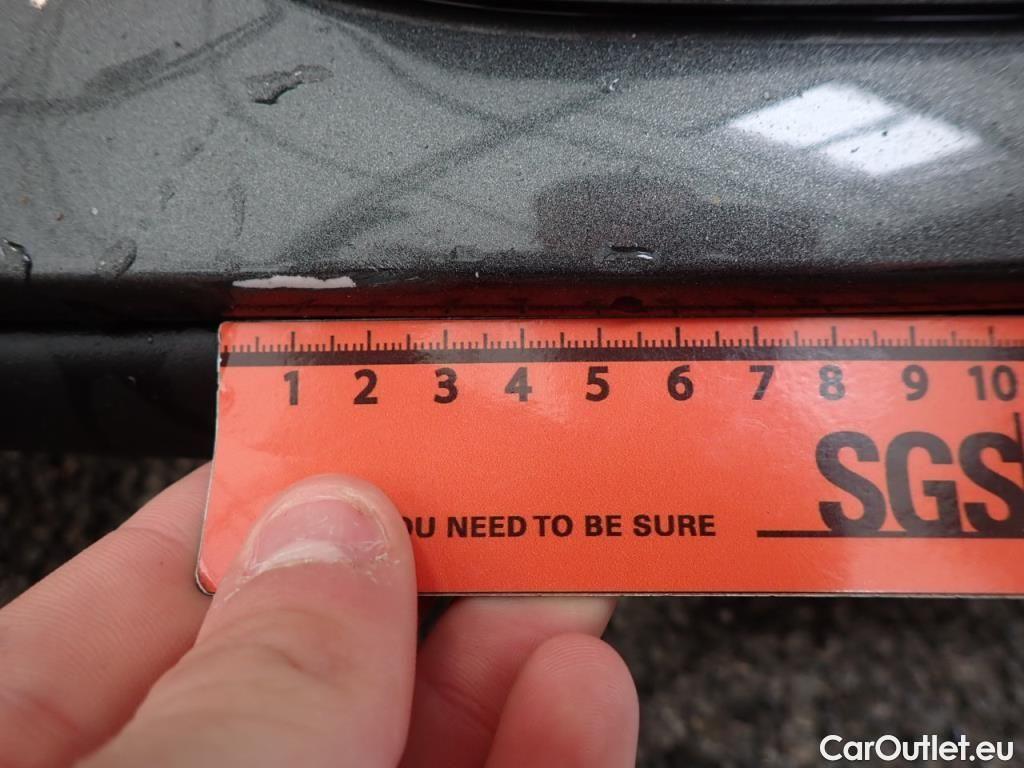 1 2 3 4 5 6 7 8 9 10
SGS
OU NEED TO BE SURE
CarOutlet.eu